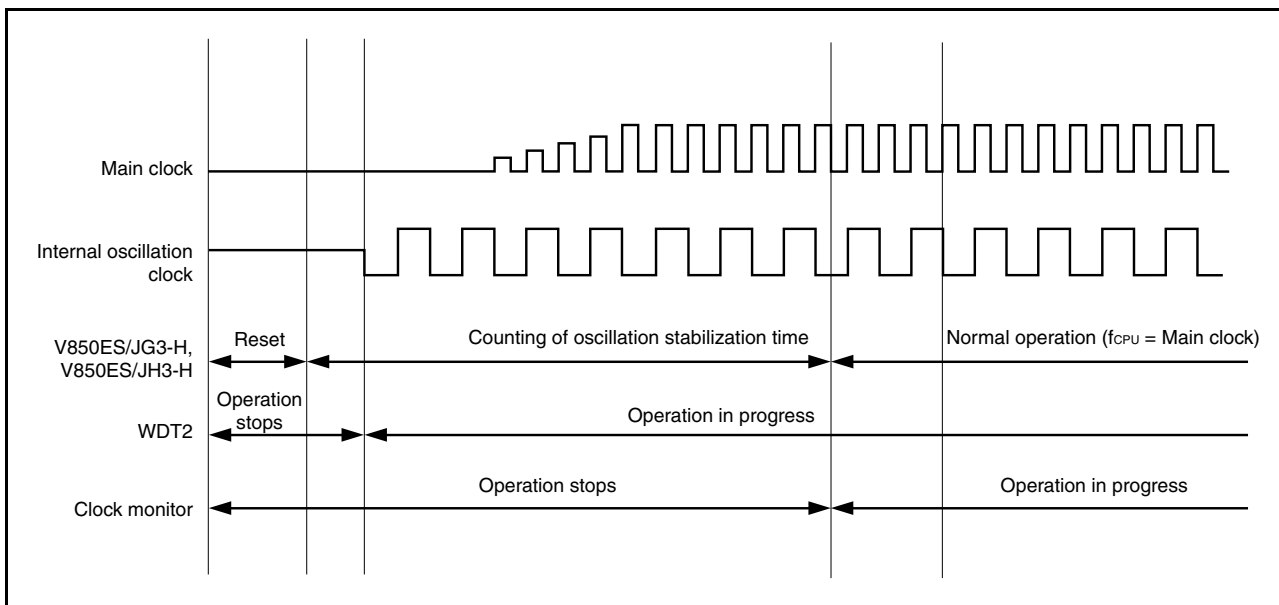 Main clock
Internal oscillation
clock
V850ES/JG3-H,
V850ES/JH3-H
Reset
Counting of oscillation stabilization time
Normal operation (fCPU = Main clock)
WDT2
Operation
stops
Operation in progress
Clock monitor
Operation stops
Operation in progress